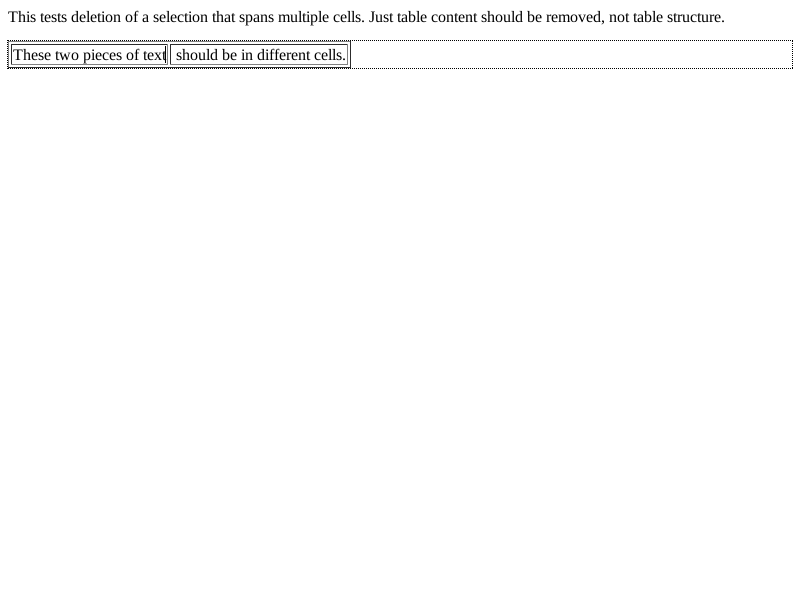 This tests deletion of a selection that spans multiple cells. Just table content should be removed, not table structure.
These two pieces of text should be in different cells.